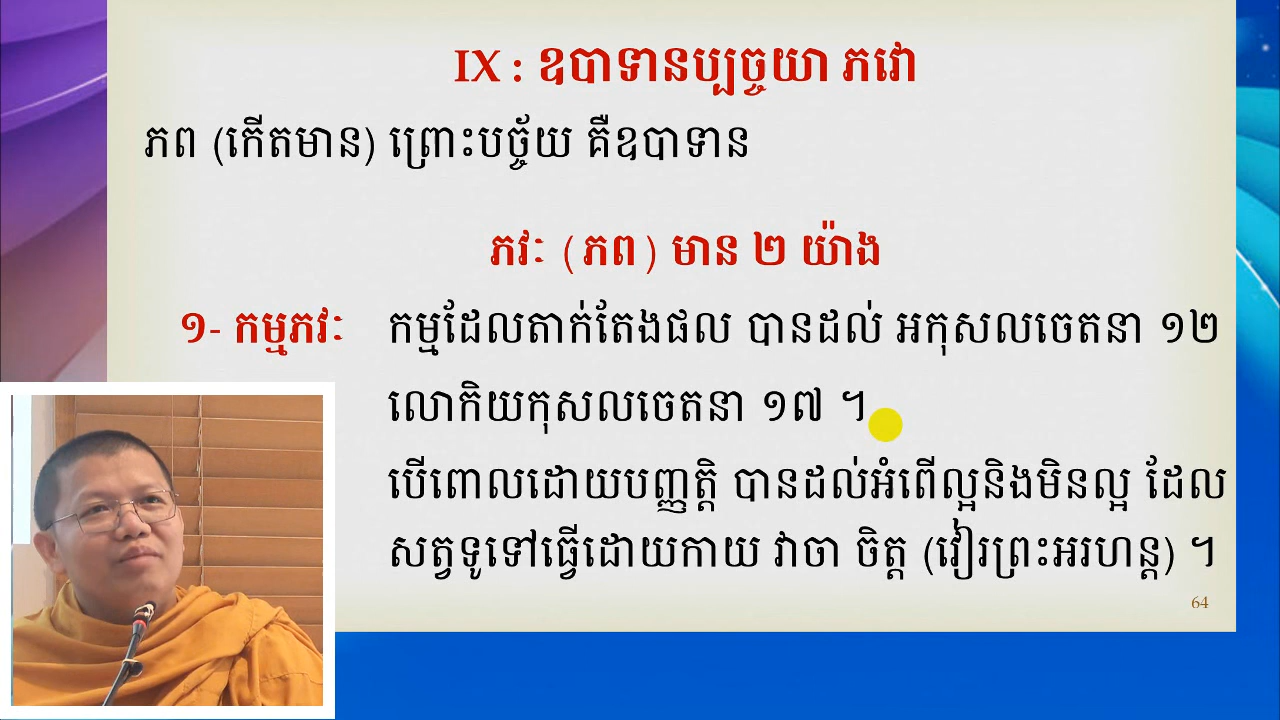 IX : ឧបាទានប្បច្ចយា ភវោ
ភព (កើតមាន) ព្រោះបច្ច័យ គឺឧបាទាន
ភវៈ (ភព) មាន ២ យ៉ាង
១- កម្មភវៈ កម្មដែលតាក់តែងផល បានដល់ អកុសលចេតនា ១២
លោកិយកុសលចេតនា ១៧ ។
បើពោលដោយបញ្ញត្តិ បានដល់អំពើល្អនិងមិនល្អ ដែល
សត្វទូទៅធ្វើដោយកាយ វាចា ចិត្ត (វៀរព្រះអរហន្ត) ។
64